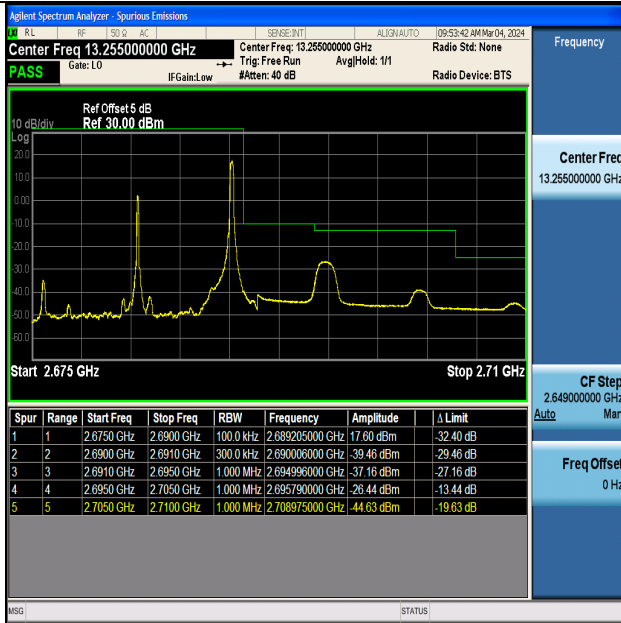 Agilent Spectrum Analyzer - Spurious Emissions
RL RF 50 Ω AC SENSE:INT ALIGN AUTO 09:53:42 AM Mar 04, 2024
Center Freq 13.255000000 GHz
PASS
Gate: LO
IFGain:Low
Center Freq: 13.255000000 GHz
Trig: Free Run Avg|Hold: 1/1
#Atten: 40 dB
Radio Std: None
Radio Device: BTS
Ref Offset 5 dB
10 dB/div Ref 30.00 dBm
Log
20.0
10.0
0.00
-10.0
-20.0
-30.0
-40.0
-50.0
-60.0
Start 2.675 GHz Stop 2.71 GHz
Spur Range Start Freq Stop Freq RBW Frequency Amplitude Δ Limit
1 1 2.6750 GHz 2.6900 GHz 100.0 kHz 2.689205000 GHz 17.60 dBm -32.40 dB
2 2 2.6900 GHz 2.6910 GHz 300.0 kHz 2.690006000 GHz -39.46 dBm -29.46 dB
3 3 2.6910 GHz 2.6950 GHz 1.000 MHz 2.694996000 GHz -37.16 dBm -27.16 dB
4 4 2.6950 GHz 2.7050 GHz 1.000 MHz 2.695790000 GHz -26.44 dBm -13.44 dB
5 5 2.7050 GHz 2.7100 GHz 1.000 MHz 2.708975000 GHz -44.63 dBm -19.63 dB
MSG STATUS
Frequency
Center Freq
13.255000000 GHz
CF Step
2.649000000 GHz
Auto Man
Freq Offset
0 Hz